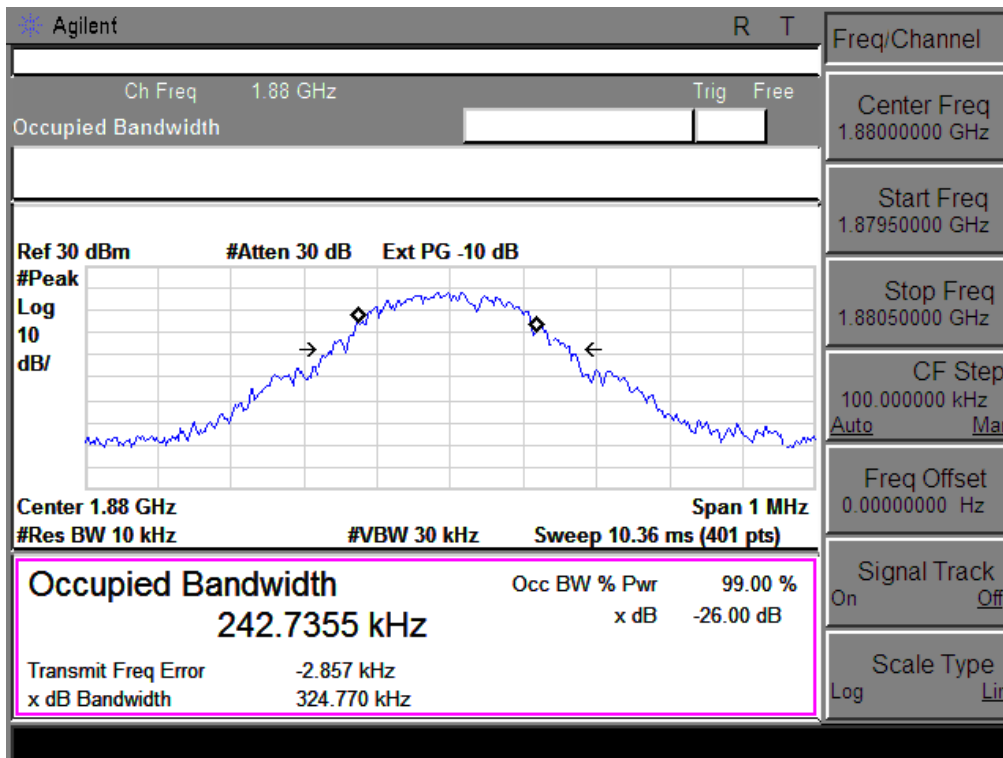 Agilent
R T
Freq/Channel
Ch Freq 1.88 GHz
Trig Free
Occupied Bandwidth
Center Freq
1.88000000 GHz
Start Freq
1.87950000 GHz
Stop Freq
1.88050000 GHz
CF Step
100.000000 kHz
Auto Man
Freq Offset
0.00000000 Hz
Signal Track
On Off
Scale Type
Log Lin
Ref 30 dBm #Atten 30 dB Ext PG -10 dB
#Peak
Log
10
dB/
Center 1.88 GHz Span 1 MHz
#Res BW 10 kHz #VBW 30 kHz Sweep 10.36 ms (401 pts)
Occupied Bandwidth
242.7355 kHz
Occ BW % Pwr 99.00 %
x dB -26.00 dB
Transmit Freq Error -2.857 kHz
x dB Bandwidth 324.770 kHz